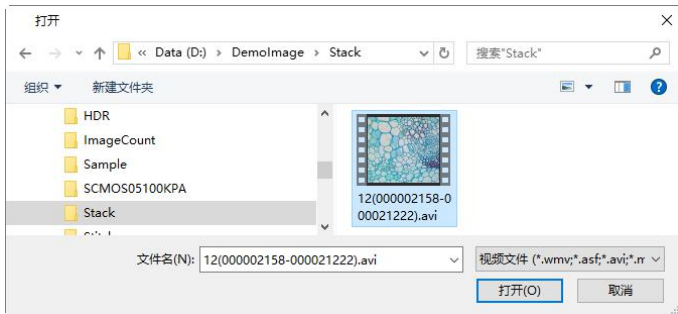 打开
« Data (D:) › DemoImage › Stack
搜索"Stack"
组织
新建文件夹
HDR
ImageCount
Sample
SCMOS05100KPA
Stack
12(000002158-0
00021222).avi
文件名(N):
12(000002158-000021222).avi
视频文件 (*.wmv;*.asf;*.avi;*.m
打开(O)
取消